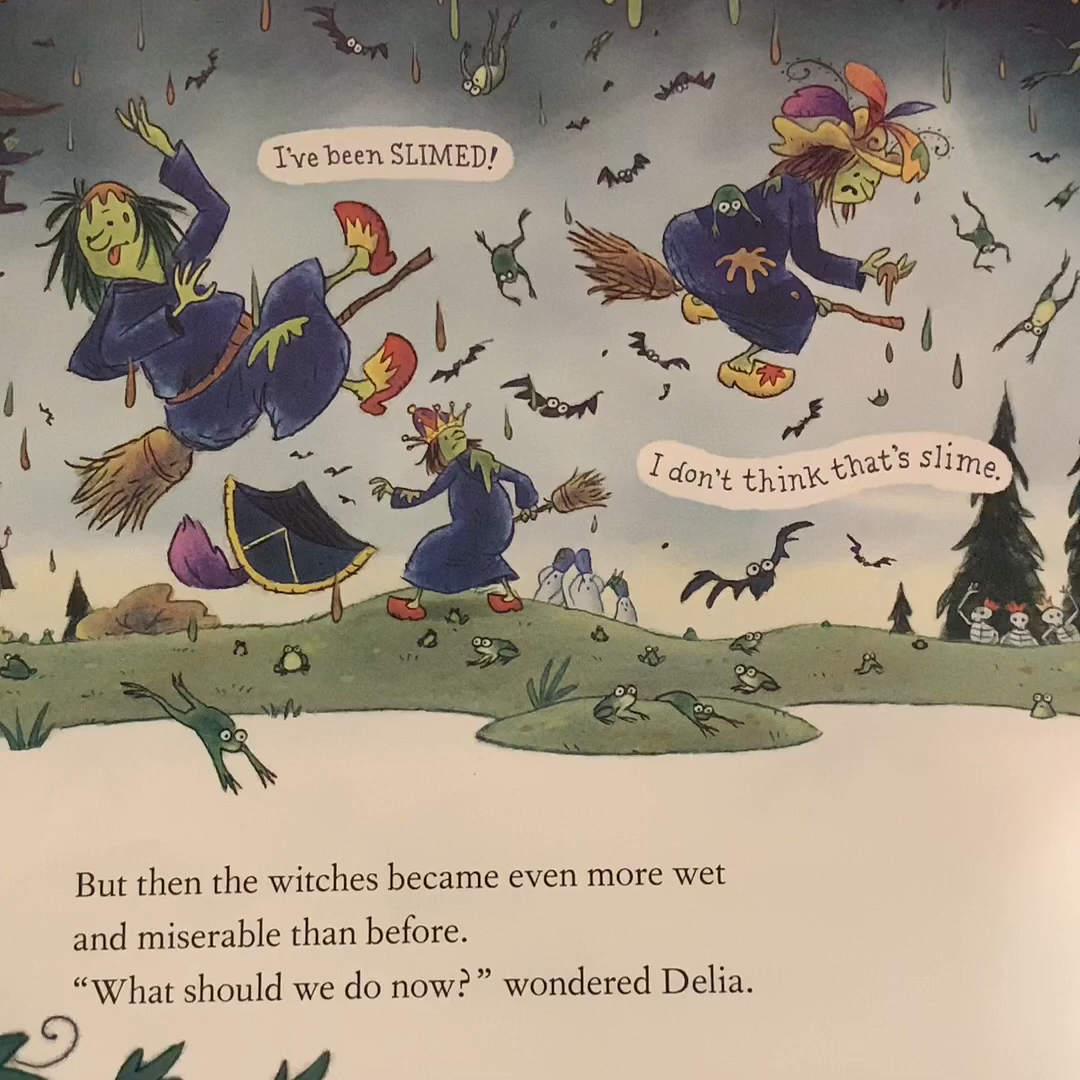 I've been SLIMED!
I don't think that's slime.
But then the witches became even more wet
and miserable than before.
“What should we do now?” wondered Delia.